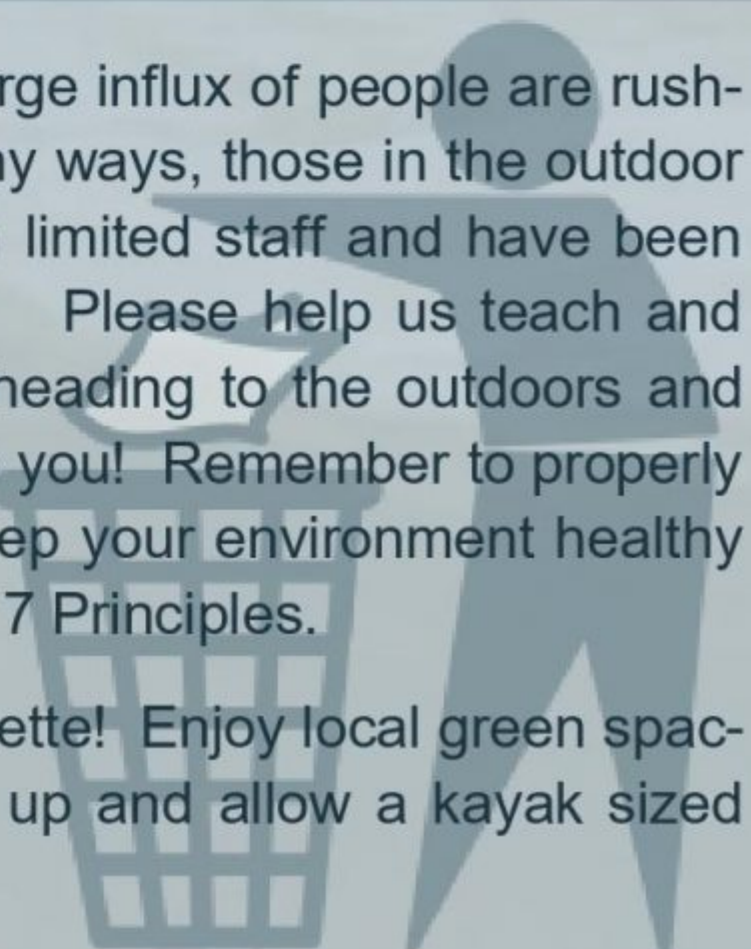 rge influx of people are rush-
y ways, those in the outdoor
limited staff and have been
Please help us teach and
heading to the outdoors and
you! Remember to properly
ep your environment healthy
7 Principles.
ette! Enjoy local green spac-
up and allow a kayak sized